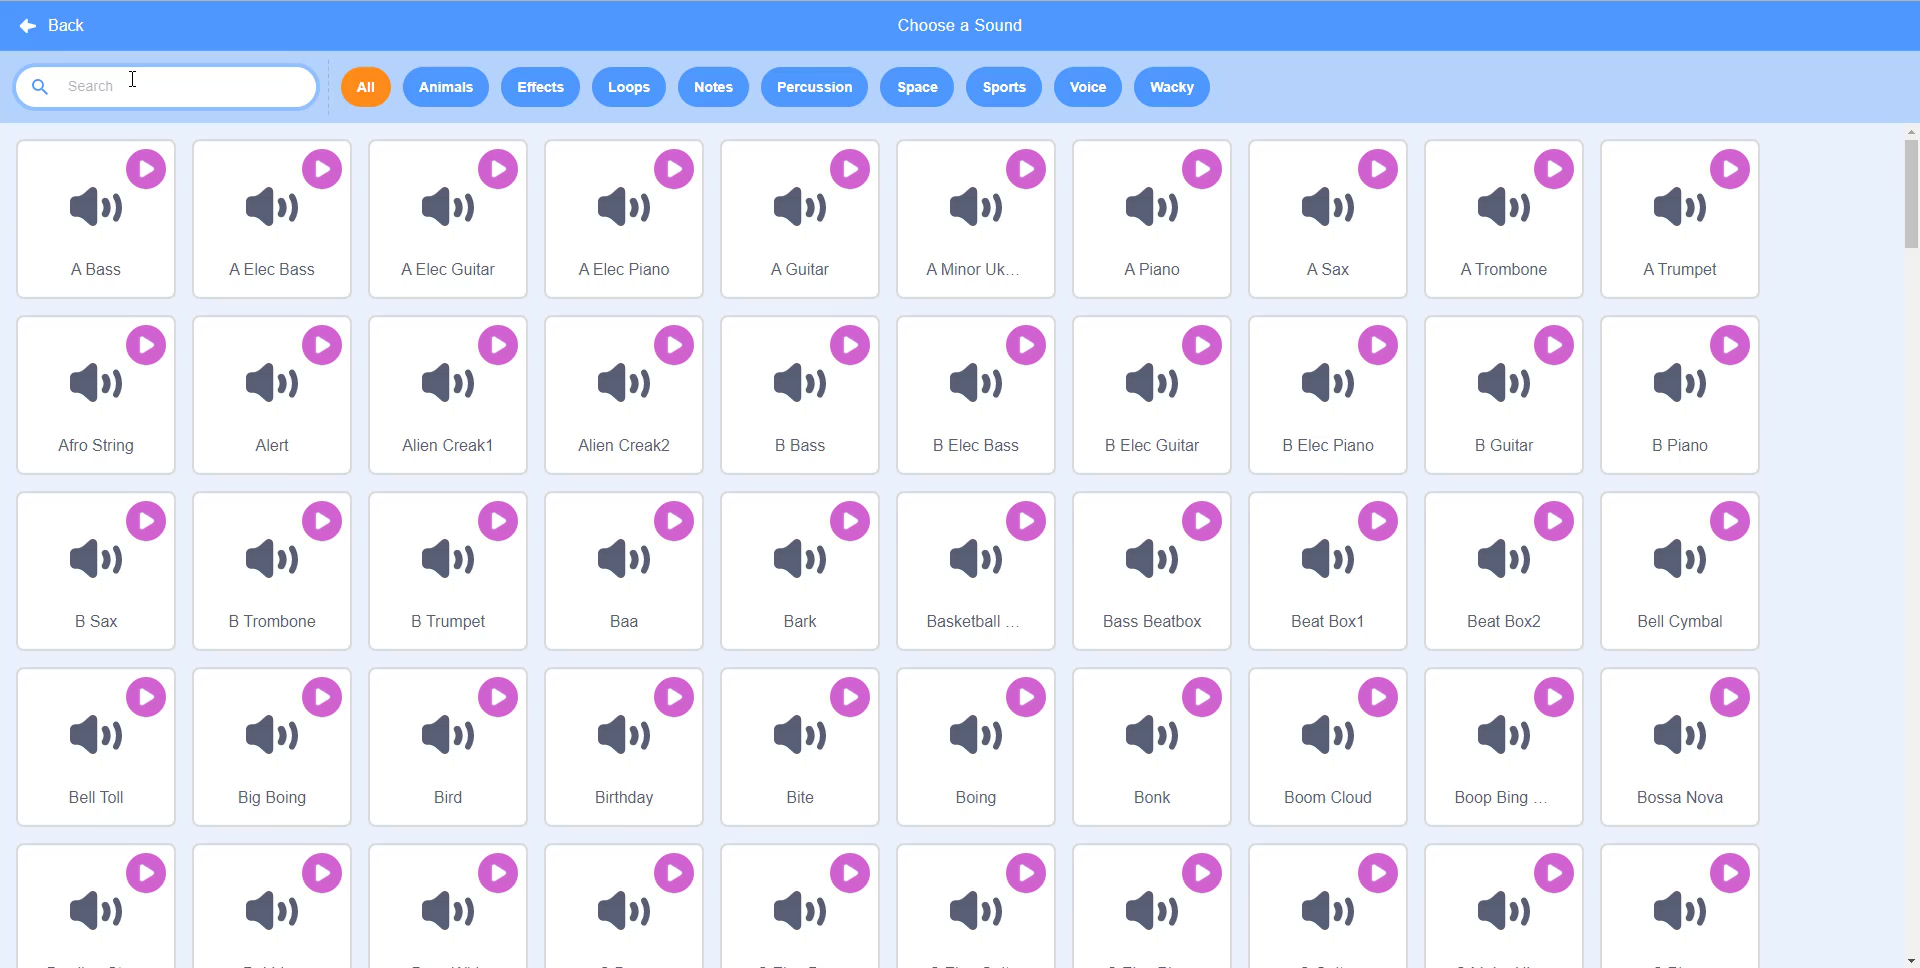 Back
Choose a Sound
Search
All
Animals
Effects
Loops
Notes
Percussion
Space
Sports
Voice
Wacky
A Bass
A Elec Bass
A Elec Guitar
A Elec Piano
A Guitar
A Minor Uk...
A Piano
A Sax
A Trombone
A Trumpet
Afro String
Alert
Alien Creak1
Alien Creak2
B Bass
B Elec Bass
B Elec Guitar
B Elec Piano
B Guitar
B Piano
B Sax
B Trombone
B Trumpet
Baa
Bark
Basketball ...
Bass Beatbox
Beat Box1
Beat Box2
Bell Cymbal
Bell Toll
Big Boing
Bird
Birthday
Bite
Boing
Bonk
Boom Cloud
Boop Bing ...
Bossa Nova